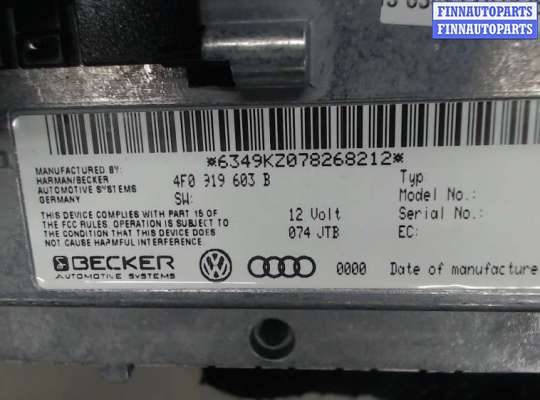 FINNAUTOPARTS
FINNAUTOPARTS
*6349KZ078268212*
MANUFACTURED BY:
HARMAN/BECKER
AUTOMOTIVE SYSTEMS
GERMANY
4F0 919 603 B
SW:
Typ
Model No.:
THIS DEVICE COMPLIES WITH PART 15 OF
THE FCC RULES. OPERATION IS SUBJECT TO
THE CONDITION THAT THIS DEVICE DOES
NOT CAUSE HARMFUL INTERFERENCE
12 Volt
074 JTB
Serial No.:
EC:
BECKER
AUTOMOTIVE SYSTEMS
0000
Date of manufacture